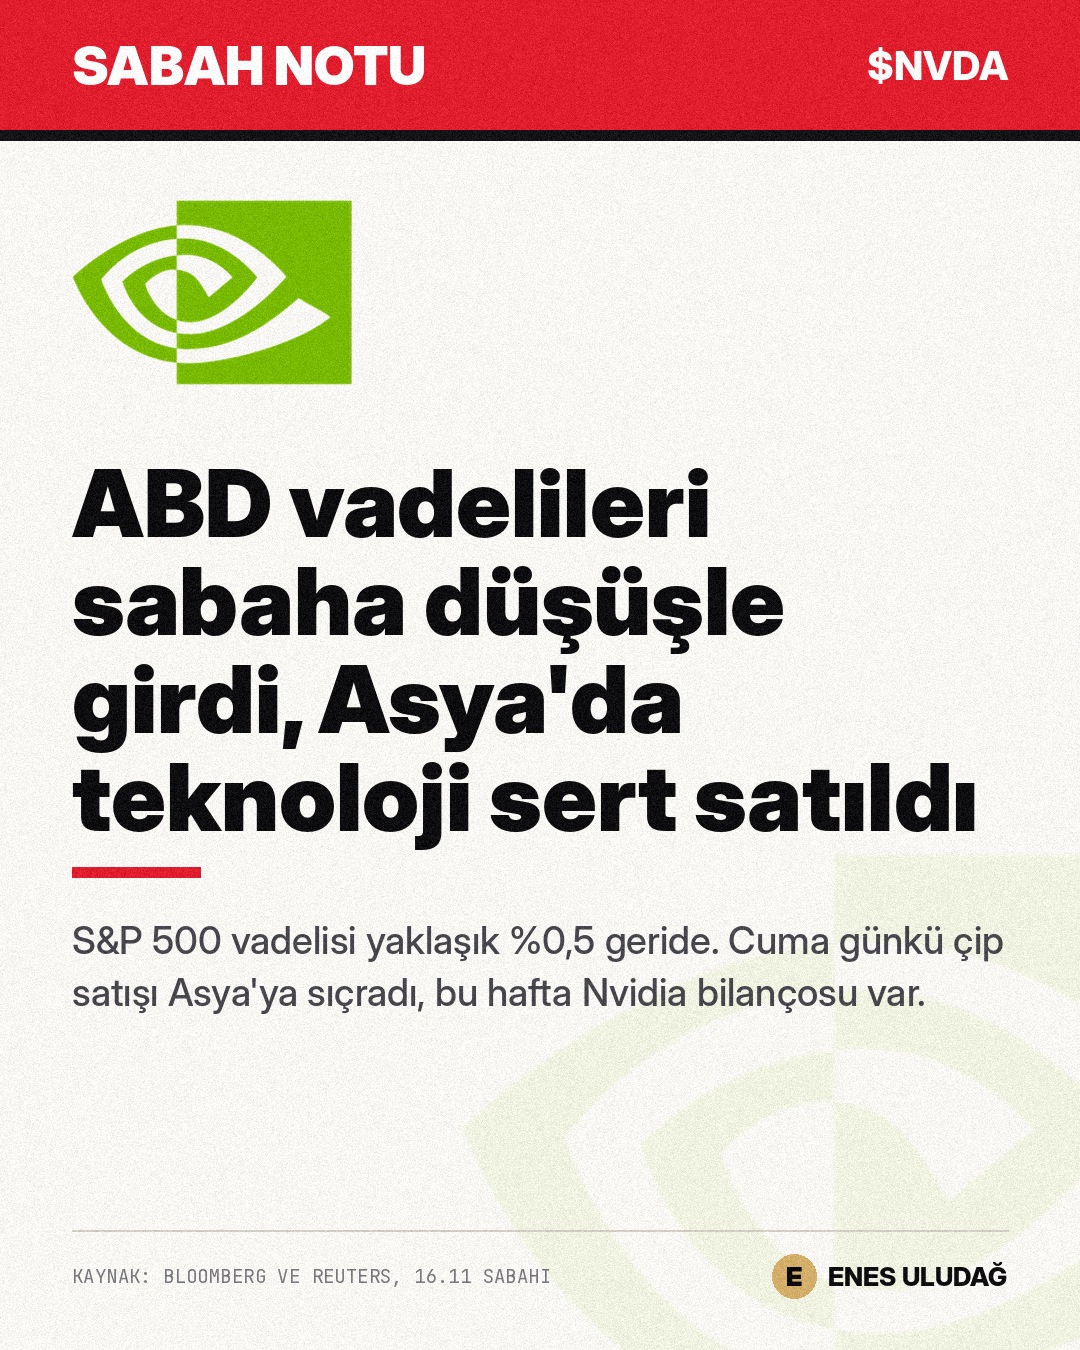 SABAH NOTU
$NVDA
ABD vadelileri
sabaha düşüşle
girdi, Asya'da
teknoloji sert satıldı
S&P 500 vadelisi yaklaşık %0,5 geride. Cuma günkü çip
satışı Asya'ya sıçradı, bu hafta Nvidia bilançosu var.
KAYNAK: BLOOMBERG VE REUTERS, 16.11 SABAHI
E ENES ULUDAĞ